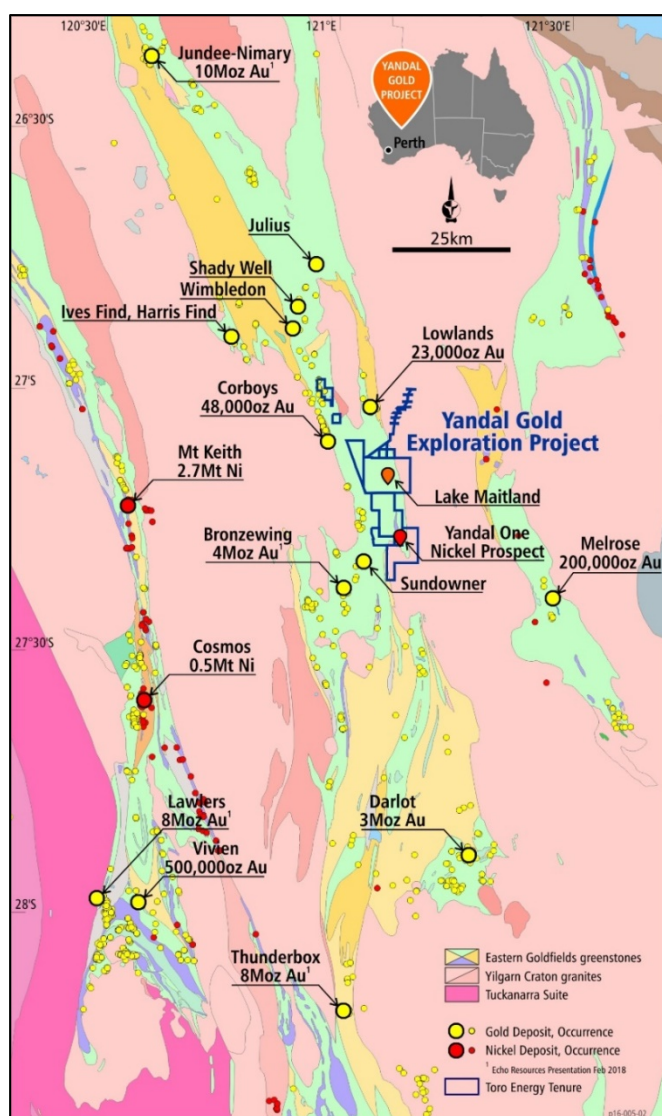 120°30'S
121°E
121°30'S
Jundee-Nimary
10Moz Au¹
YANDAL
GOLD
PROJECT
Perth
26°30'S
25km
Julius
Shady Well
Wimbledon
Ives Find, Harris Find
Lowlands
23,000oz Au
27°S
Corboys
48,000oz Au
Yandal Gold
Exploration Project
Mt Keith
2.7Mt Ni
Lake Maitland
Bronzewing
4Moz Au¹
Yandal One
Nickel Prospect
Sundowner
Melrose
200,000oz Au
27°30'S
Cosmos
0.5Mt Ni
Lawlers
8Moz Au¹
Vivien
500,000oz Au
Darlot
3Moz Au
28°S
Thunderbox
8Moz Au¹
Eastern Goldfields greenstones
Yilgarn Craton granites
Tuckanarra Suite
Gold Deposit, Occurrence
Nickel Deposit, Occurrence
¹ Echo Resources Presentation Feb 2018
Toro Energy Tenure
n16-005-02